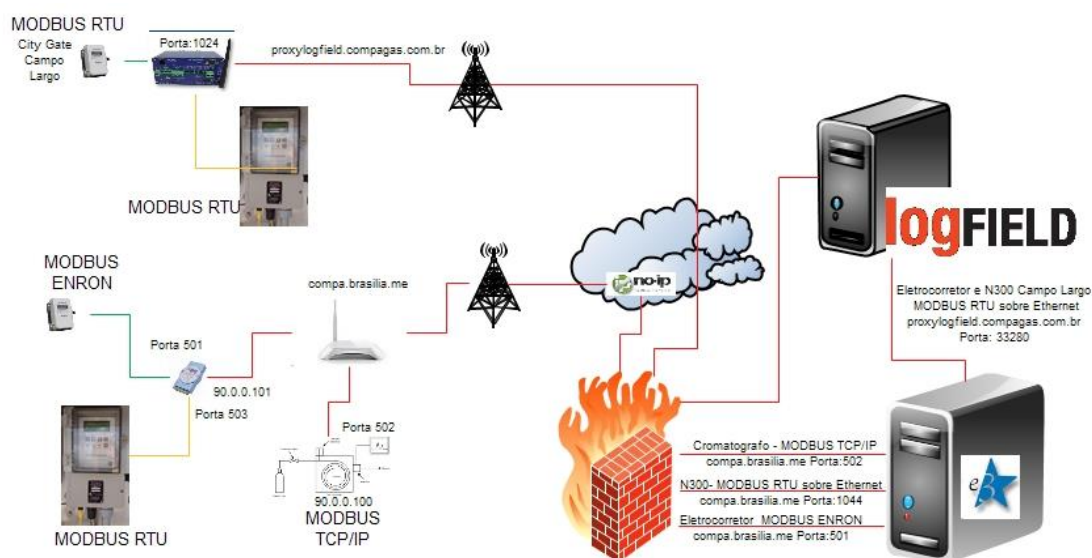 MODBUS RTU
City Gate
Campo
Largo
Porta:1024
proxylogfield.compagas.com.br
MODBUS RTU
MODBUS
ENRON
Porta 501
90.0.0.101
Porta 503
compa.brasilia.me
Porta 502
90.0.0.100
MODBUS
TCP/IP
MODBUS RTU
no-ip
logFIELD
Eletrocorretor e N300 Campo Largo
MODBUS RTU sobre Ethernet
proxylogfield.compagas.com.br
Porta: 33280
Cromatografo - MODBUS TCP/IP
compa.brasilia.me Porta:502
N300- MODBUS RTU sobre Ethernet
compa.brasilia.me Porta:1044
Eletrocorretor MODBUS ENRON
compa.brasilia.me Porta:501
e3